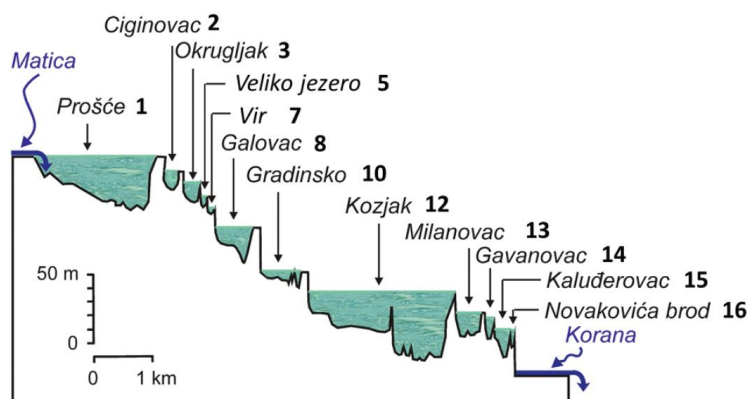 Ciginovac 2
Okrugljak 3
Matica
Veliko jezero 5
Prošće 1
Vir 7
Galovac 8
Gradinsko 10
Kozjak 12
Milanovac 13
Gavanovac 14
50 m
Kaluđerovac 15
Novakovića brod 16
Korana
0
0 1 km